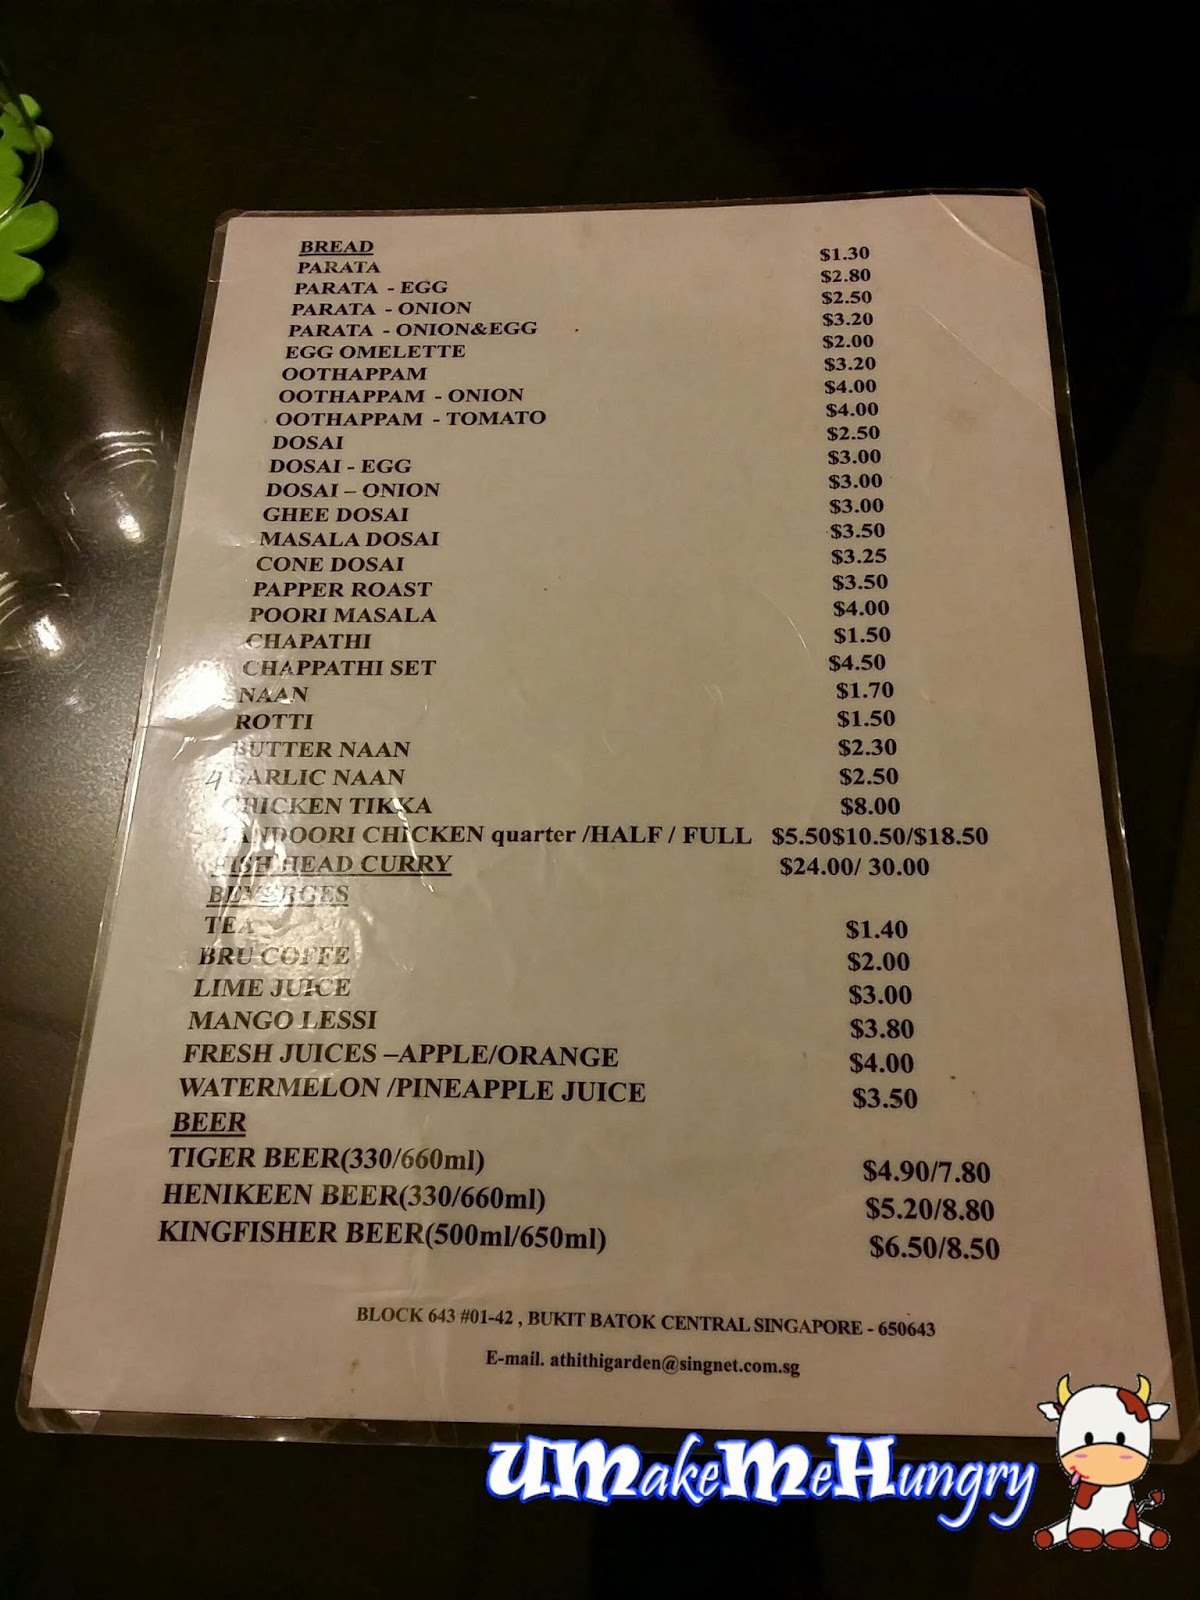 BREAD
PARATA $1.30
PARATA - EGG $2.80
PARATA - ONION $2.50
PARATA - ONION&EGG $3.20
EGG OMELETTE $2.00
OOTHAPPAM $3.20
OOTHAPPAM - ONION $4.00
OOTHAPPAM - TOMATO $4.00
DOSAI $2.50
DOSAI - EGG $3.00
DOSAI – ONION $3.00
GHEE DOSAI $3.00
MASALA DOSAI $3.50
CONE DOSAI $3.25
PAPPER ROAST $3.50
POORI MASALA $4.00
CHAPATHI $1.50
CHAPPATHI SET $4.50
NAAN $1.70
ROTTI $1.50
BUTTER NAAN $2.30
GARLIC NAAN $2.50
CHICKEN TIKKA $8.00
TANDOORI CHICKEN quarter /HALF / FULL $5.50$10.50/$18.50
FISH HEAD CURRY $24.00/ 30.00
BEVERGES
TEA $1.40
BRU COFFE $2.00
LIME JUICE $3.00
MANGO LESSI $3.80
FRESH JUICES –APPLE/ORANGE $4.00
WATERMELON /PINEAPPLE JUICE $3.50
BEER
TIGER BEER(330/660ml) $4.90/7.80
HENIKEEN BEER(330/660ml) $5.20/8.80
KINGFISHER BEER(500ml/650ml) $6.50/8.50
BLOCK 643 #01-42 , BUKIT BATOK CENTRAL SINGAPORE - 650643
E-mail. athithigarden@singnet.com.sg
UMakeMeHungry